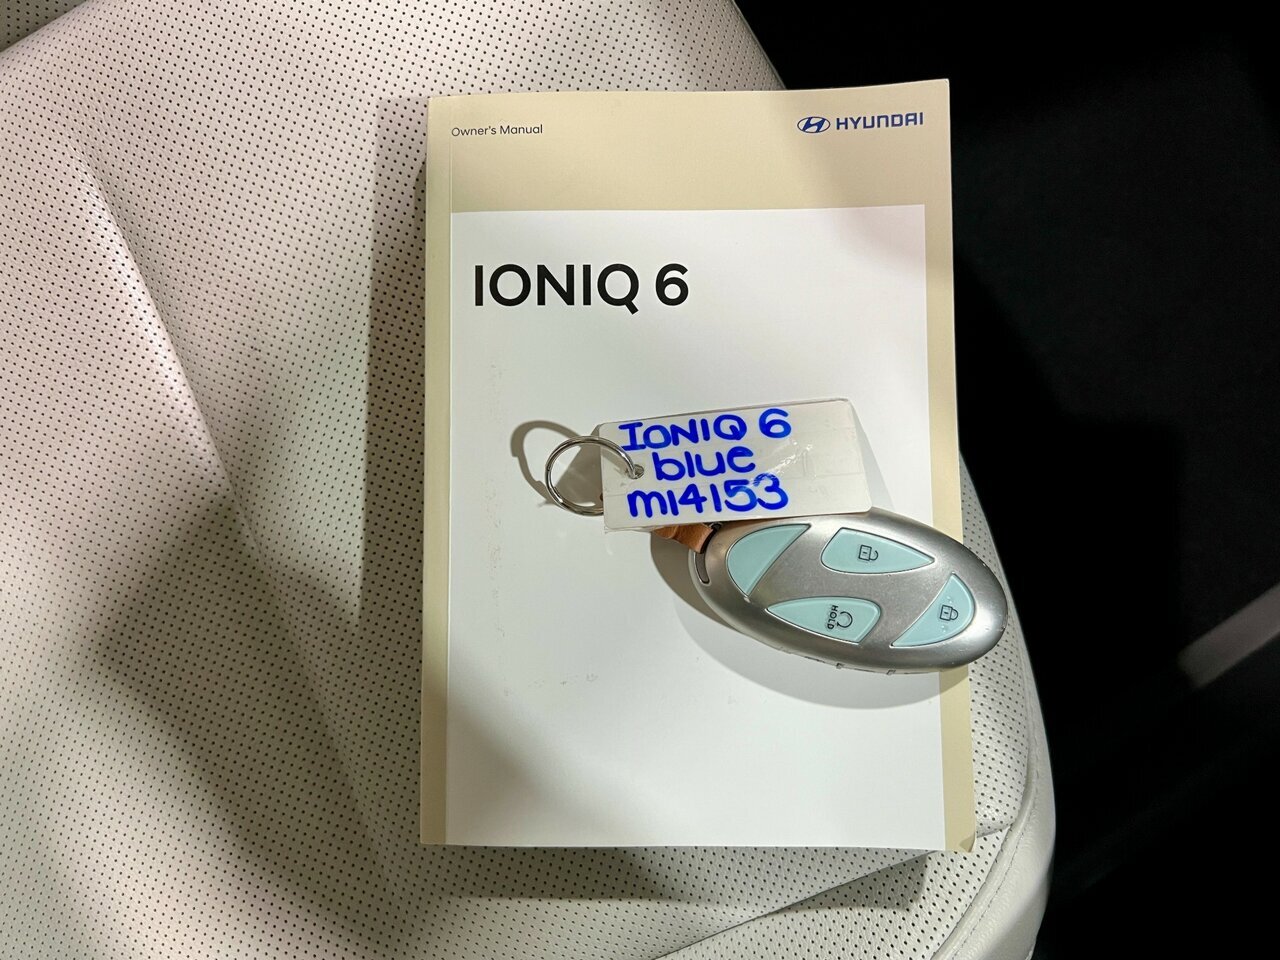 Owner's Manual
HYUNDAI
IONIQ 6
IONIQ 6
blue
m14153
HOLD